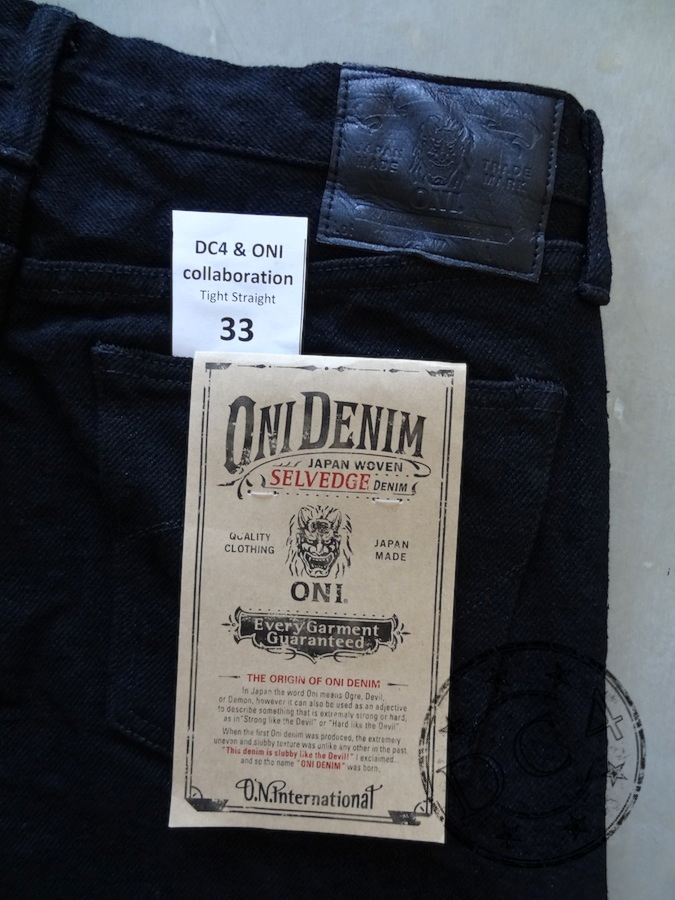 JAPAN
MADE
TRADE
MARK
ONI
DC4 & ONI
collaboration
Tight Straight
33
ONI DENIM
JAPAN WOVEN
SELVEDGE DENIM
QUALITY
CLOTHING
JAPAN
MADE
ONI
Every Garment
Guaranteed
THE ORIGIN OF ONI DENIM
In Japan the word Oni means Ogre, Devil,
or Demon, however it can also be used as an adjective
to describe something that is extremely strong or hard,
as in "Strong like the Devil" or "Hard like the Devil".
When the first Oni denim was produced, the extremely
uneven and slubby texture was unlike any other in the past.
"This denim is slubby like the Devil!" I exclaimed,
and so the name "ONI DENIM" was born.
O.N.International
DC4